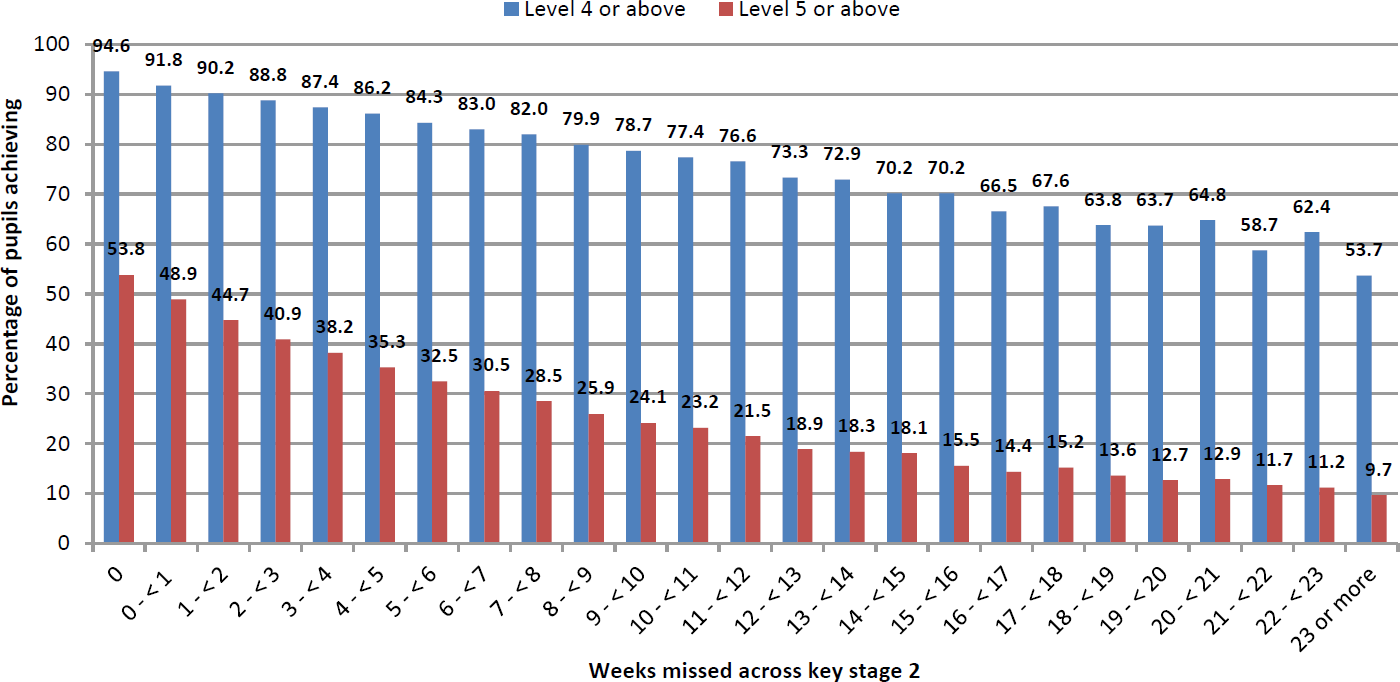 Level 4 or above Level 5 or above
Percentage of pupils achieving
100
90
80
70
60
50
40
30
20
10
0
94.6 91.8 90.2 88.8 87.4 86.2 84.3 83.0 82.0 79.9 78.7 77.4 76.6 73.3 72.9 70.2 70.2 66.5 67.6 63.8 63.7 64.8 58.7 62.4 53.7
53.8 48.9 44.7 40.9 38.2 35.3 32.5 30.5 28.5 25.9 24.1 23.2 21.5 18.9 18.3 18.1 15.5 14.4 15.2 13.6 12.7 12.9 11.7 11.2 9.7
0 0 - < 1 1 - < 2 2 - < 3 3 - < 4 4 - < 5 5 - < 6 6 - < 7 7 - < 8 8 - < 9 9 - < 10 10 - < 11 11 - < 12 12 - < 13 13 - < 14 14 - < 15 15 - < 16 16 - < 17 17 - < 18 18 - < 19 19 - < 20 20 - < 21 21 - < 22 22 - < 23 23 or more
Weeks missed across key stage 2